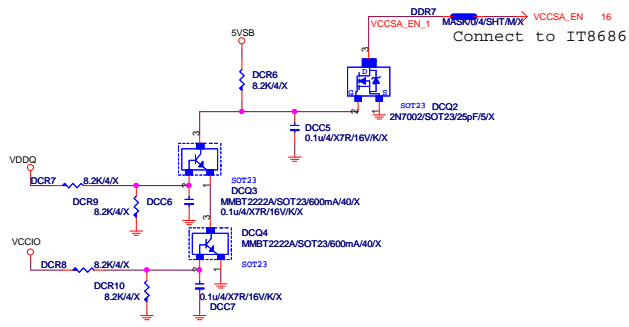 DDR7
VCCSA_EN_1
MASK/0/4/SHT/M/X
VCCSA_EN 16
Connect to IT8686
5VSB
DCR6
8.2K/4/X
3
D
G
S
2
1
SOT23
DCQ2
2N7002/SOT23/25pF/5/X
3
DCC5
0.1u/4/X7R/16V/K/X
VDDQ
DCR7
8.2K/4/X
2
1
SOT23
DCQ3
MMBT2222A/SOT23/600mA/40/X
DCR9
8.2K/4/X
DCC6
0.1u/4/X7R/16V/K/X
3
DCQ4
MMBT2222A/SOT23/600mA/40/X
VCCIO
DCR8
8.2K/4/X
2
1
SOT23
DCR10
8.2K/4/X
0.1u/4/X7R/16V/K/X
DCC7